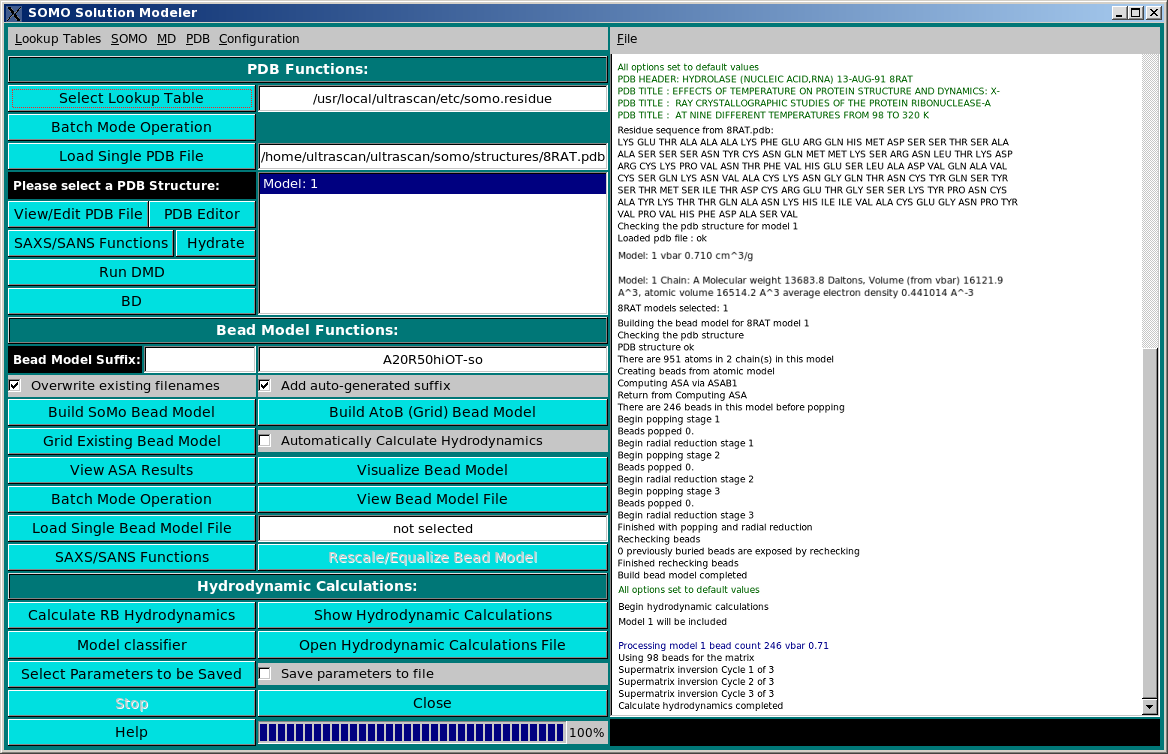 SOMO Solution Modeler
Lookup Tables SOMO MD PDB Configuration
PDB Functions:
Select Lookup Table
/usr/local/ultrascan/etc/somo.residue
Batch Mode Operation
Load Single PDB File
/home/ultrascan/ultrascan/somo/structures/8RAT.pdb
Please select a PDB Structure:
Model: 1
View/Edit PDB File
PDB Editor
SAXS/SANS Functions
Hydrate
Run DMD
BD
Bead Model Functions:
Bead Model Suffix:
A20R50hiOT-so
Overwrite existing filenames
Add auto-generated suffix
Build SoMo Bead Model
Build AtoB (Grid) Bead Model
Grid Existing Bead Model
Automatically Calculate Hydrodynamics
View ASA Results
Visualize Bead Model
Batch Mode Operation
View Bead Model File
Load Single Bead Model File
not selected
SAXS/SANS Functions
Rescale/Equalize Bead Model
Hydrodynamic Calculations:
Calculate RB Hydrodynamics
Show Hydrodynamic Calculations
Model classifier
Open Hydrodynamic Calculations File
Select Parameters to be Saved
Save parameters to file
Stop
Close
Help
100%
File
All options set to default values
PDB HEADER: HYDROLASE (NUCLEIC ACID,RNA) 13-AUG-91 8RAT
PDB TITLE : EFFECTS OF TEMPERATURE ON PROTEIN STRUCTURE AND DYNAMICS: X-
PDB TITLE : RAY CRYSTALLOGRAPHIC STUDIES OF THE PROTEIN RIBONUCLEASE-A
PDB TITLE : AT NINE DIFFERENT TEMPERATURES FROM 98 TO 320 K
Residue sequence from 8RAT.pdb:
LYS GLU THR ALA ALA ALA LYS PHE GLU ARG GLN HIS MET ASP SER SER THR SER ALA
ALA SER SER SER ASN TYR CYS ASN GLN MET MET LYS SER ARG ASN LEU THR LYS ASP
ARG CYS LYS PRO VAL ASN THR PHE VAL HIS GLU SER LEU ALA ASP VAL GLN ALA VAL
CYS SER GLN LYS ASN VAL ALA CYS LYS ASN GLY GLN THR ASN CYS TYR GLN SER TYR
SER THR MET SER ILE THR ASP CYS ARG GLU THR GLY SER SER LYS TYR PRO ASN CYS
ALA TYR LYS THR THR GLN ALA ASN LYS HIS ILE ILE VAL ALA CYS GLU GLY ASN PRO TYR
VAL PRO VAL HIS PHE ASP ALA SER VAL
Checking the pdb structure for model 1
Loaded pdb file : ok
Model: 1 vbar 0.710 cm^3/g
Model: 1 Chain: A Molecular weight 13683.8 Daltons, Volume (from vbar) 16121.9
A^3, atomic volume 16514.2 A^3 average electron density 0.441014 A^-3
8RAT models selected: 1
Building the bead model for 8RAT model 1
Checking the pdb structure
PDB structure ok
There are 951 atoms in 2 chain(s) in this model
Creating beads from atomic model
Computing ASA via ASAB1
Return from Computing ASA
There are 246 beads in this model before popping
Begin popping stage 1
Beads popped 0.
Begin radial reduction stage 1
Begin popping stage 2
Beads popped 0.
Begin radial reduction stage 2
Begin popping stage 3
Beads popped 0.
Begin radial reduction stage 3
Finished with popping and radial reduction
Rechecking beads
0 previously buried beads are exposed by rechecking
Finished rechecking beads
Build bead model completed
All options set to default values
Begin hydrodynamic calculations
Model 1 will be included
Processing model 1 bead count 246 vbar 0.71
Using 98 beads for the matrix
Supermatrix inversion Cycle 1 of 3
Supermatrix inversion Cycle 2 of 3
Supermatrix inversion Cycle 3 of 3
Calculate hydrodynamics completed